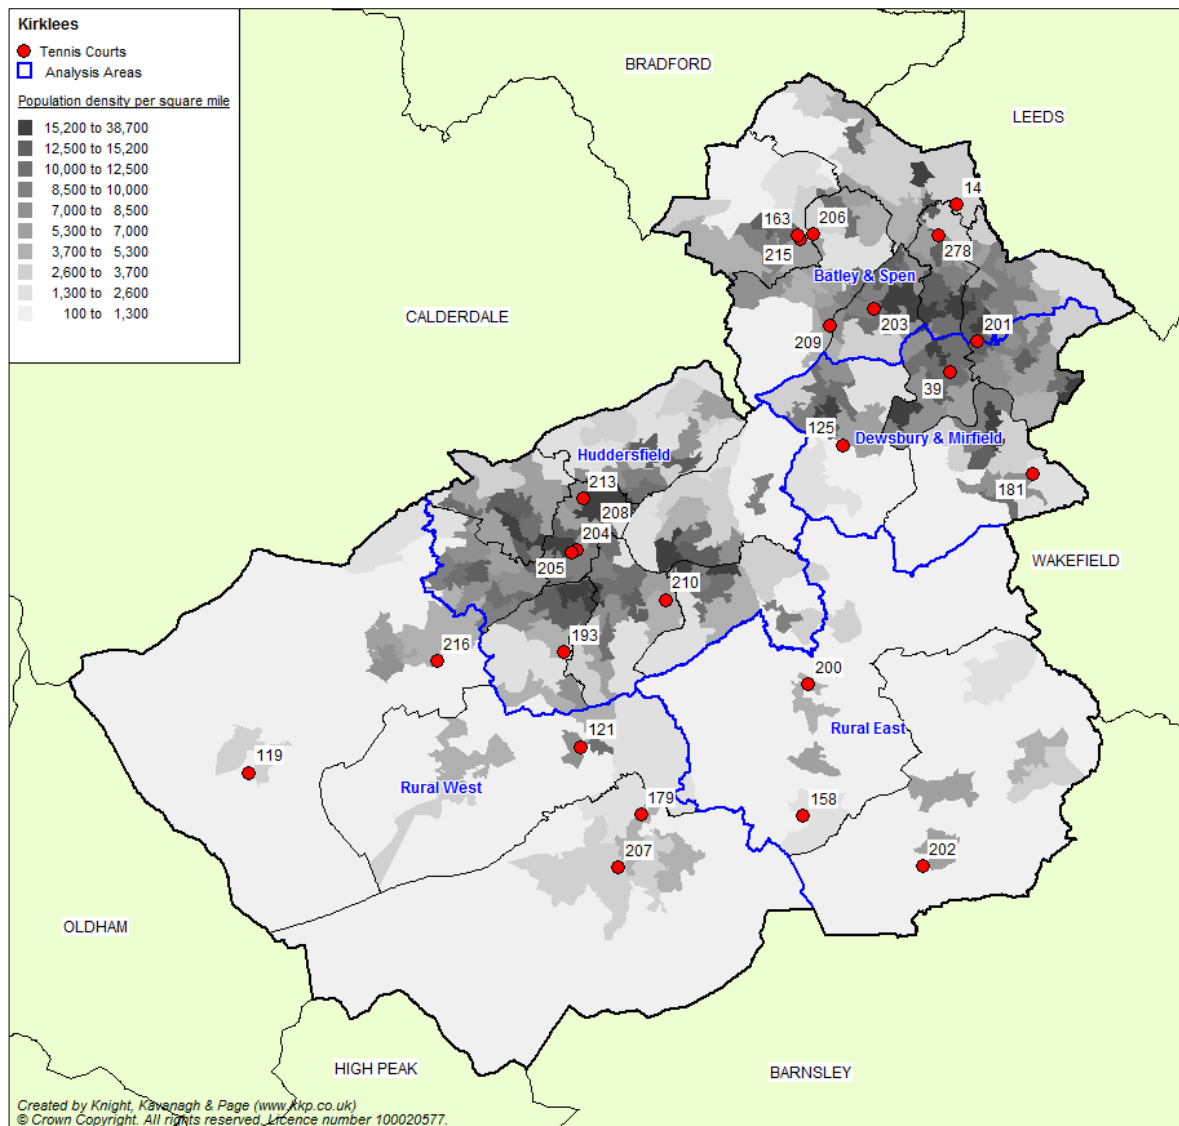 Kirklees
Tennis Courts
Analysis Areas
Population density per square mile
15,200 to 38,700
12,500 to 15,200
10,000 to 12,500
8,500 to 10,000
7,000 to 8,500
5,300 to 7,000
3,700 to 5,300
2,600 to 3,700
1,300 to 2,600
100 to 1,300
BRADFORD
LEEDS
14
163
206
215
278
Batley & Spen
CALDERDALE
209
203
201
39
125
Dewsbury & Mirfield
Huddersfield
181
213
208
204
205
WAKEFIELD
210
193
216
200
121
Rural East
119
Rural West
179
158
207
202
OLDHAM
HIGH PEAK
BARNSLEY
Created by Knight, Kavanagh & Page (www.kkp.co.uk)
© Crown Copyright. All rights reserved. Licence number 100020577.